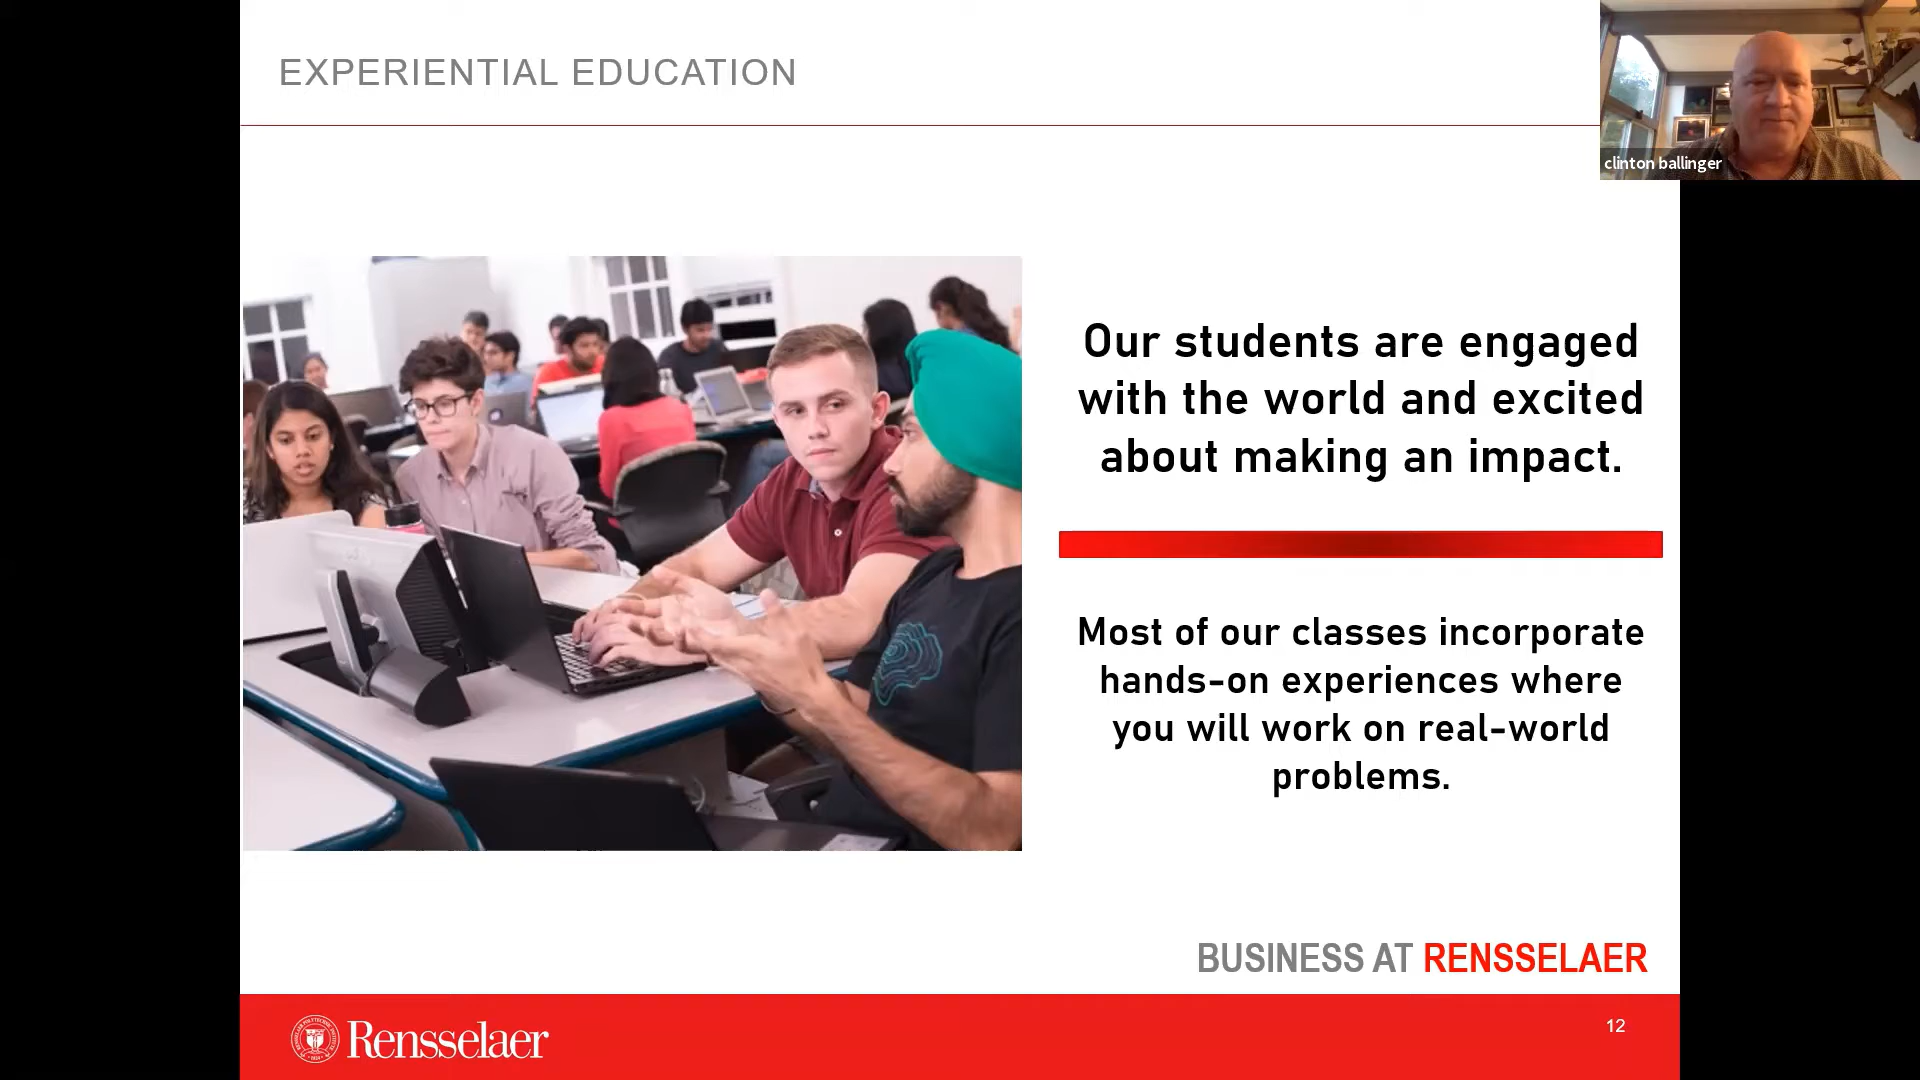 EXPERIENTIAL EDUCATION
clinton ballinger
Our students are engaged
with the world and excited
about making an impact.
Most of our classes incorporate
hands-on experiences where
you will work on real-world
problems.
BUSINESS AT RENSSELAER
Rensselaer
12